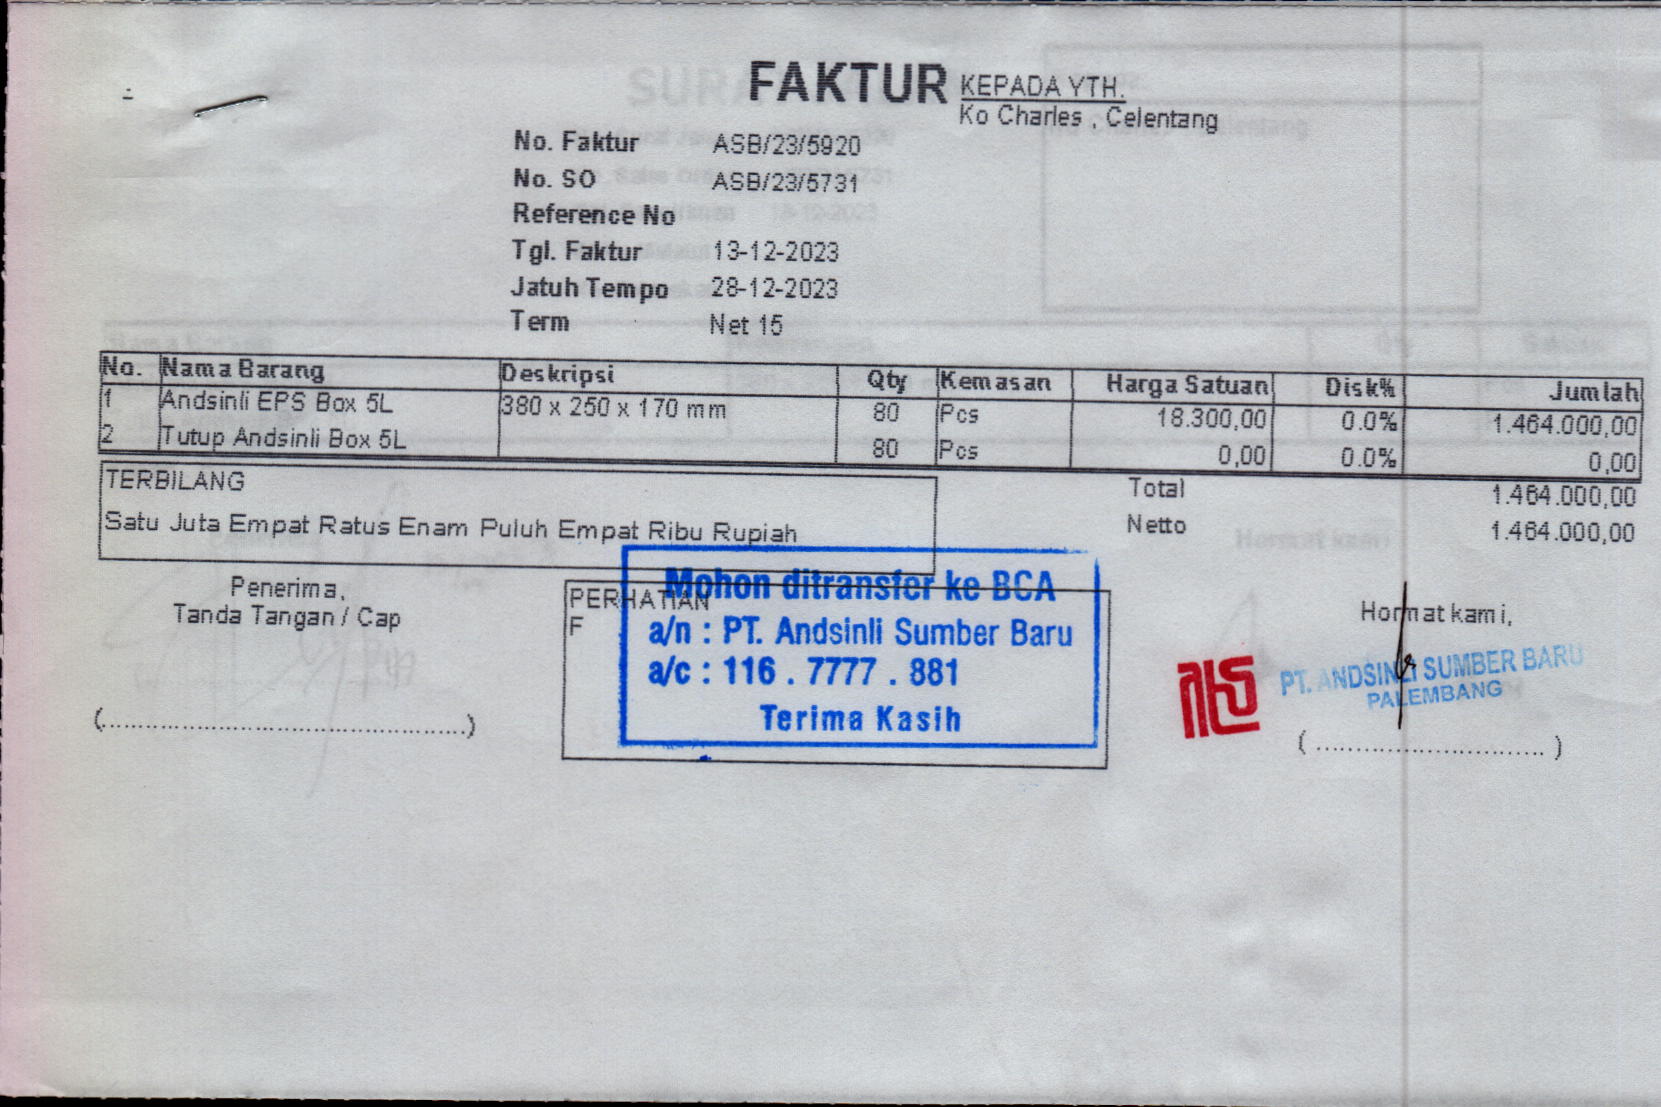 FAKTUR
KEPADA YTH.
Ko Charles , Celentang
No. Faktur ASB/23/5920
No. SO ASB/23/5731
Reference No
Tgl. Faktur 13-12-2023
Jatuh Tempo 28-12-2023
Term Net 15
No. Nama Barang Deskripsi Qty Kemasan Harga Satuan Disk% Jumlah
1 Andsinli EPS Box 5L 380 x 250 x 170 mm 80 Pcs 18.300,00 0.0% 1.464.000,00
2 Tutup Andsinli Box 5L 80 Pcs 0,00 0.0% 0,00
TERBILANG
Satu Juta Empat Ratus Enam Puluh Empat Ribu Rupiah
Total 1.464.000,00
Netto 1.464.000,00
Penerima,
Tanda Tangan / Cap
(..............................................)
PERHATIAN
F
Mohon ditransfer ke BCA
a/n : PT. Andsinli Sumber Baru
a/c : 116 . 7777 . 881
Terima Kasih
Hormat kami,
PT. ANDSINLI SUMBER BARU
PALEMBANG
( ............................. )